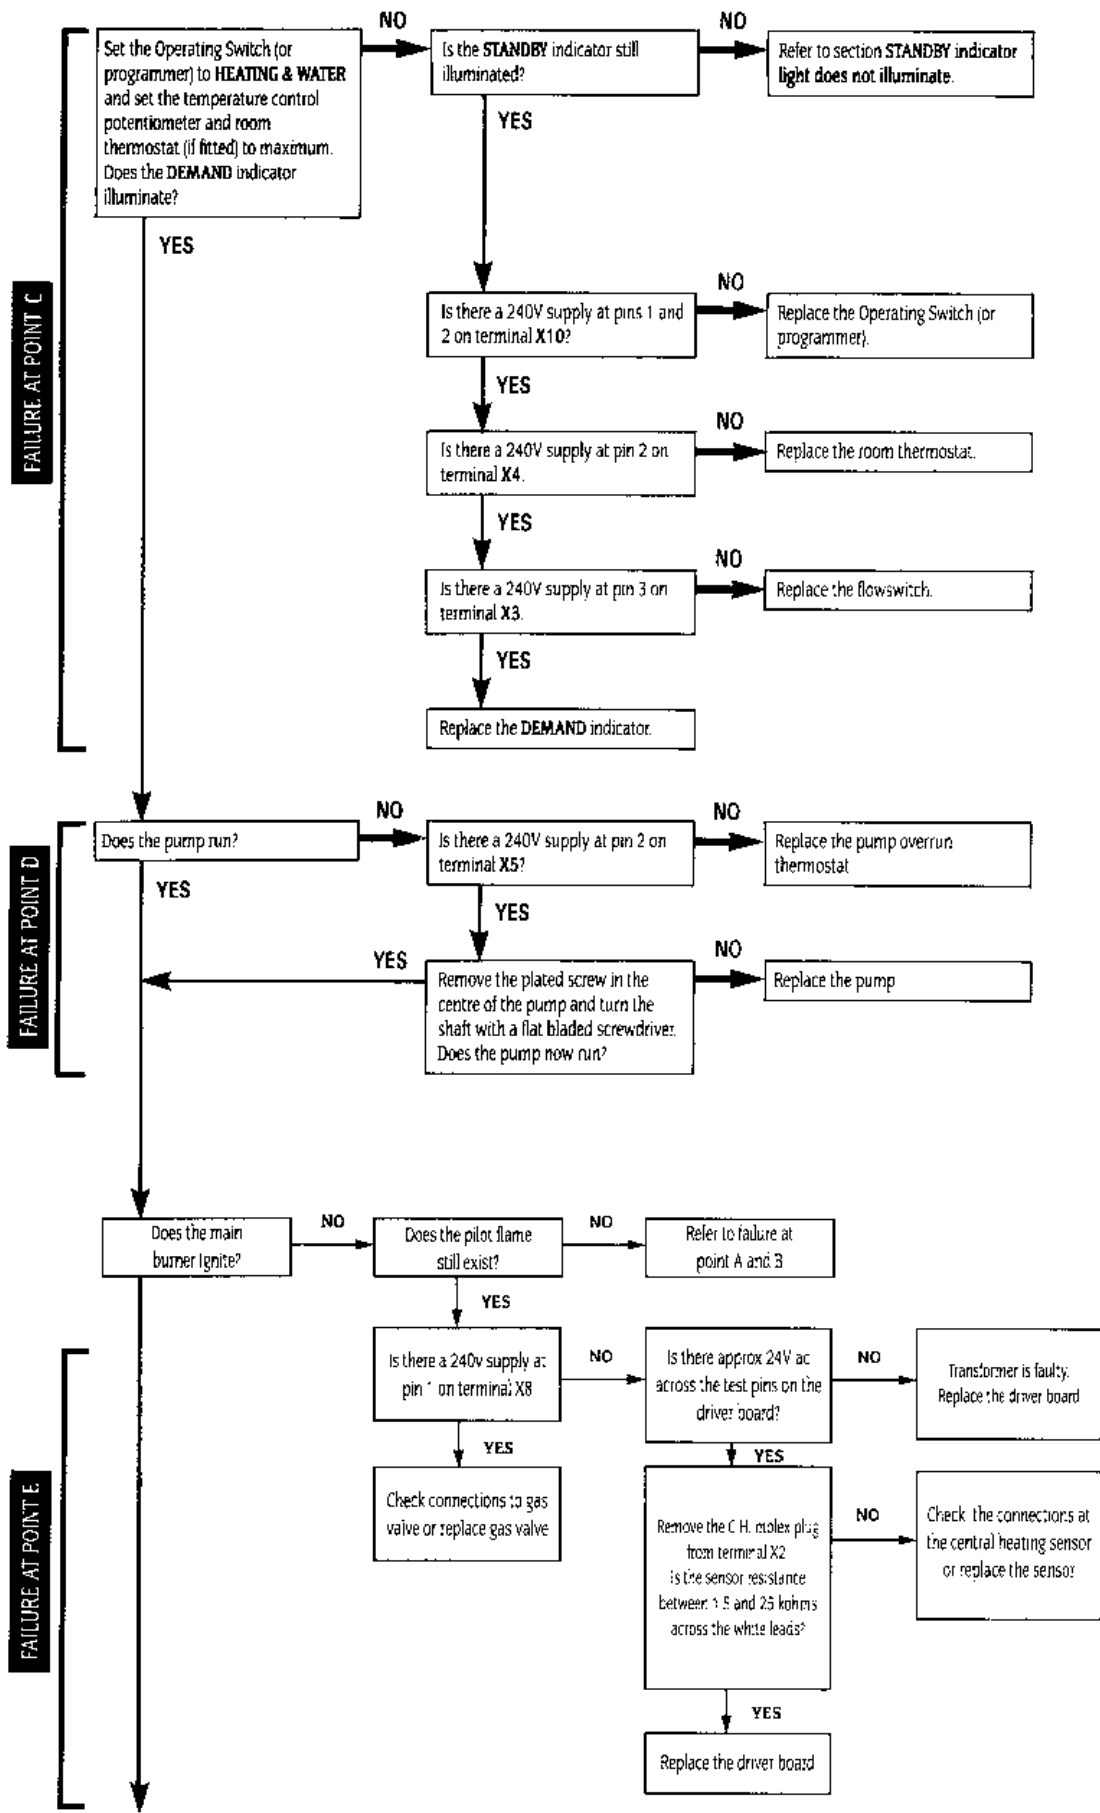 FAILURE AT POINT C
Set the Operating Switch (or
programmer) to HEATING & WATER
and set the temperature control
potentiometer and room
thermostat (if fitted) to maximum.
Does the DEMAND indicator
illuminate?
NO
Is the STANDBY indicator still
illuminated?
NO
Refer to section STANDBY indicator
light does not illuminate.
YES
YES
Is there a 240V supply at pins 1 and
2 on terminal X10?
NO
Replace the Operating Switch (or
programmer).
YES
Is there a 240V supply at pin 2 on
terminal X4.
NO
Replace the room thermostat.
YES
Is there a 240V supply at pin 3 on
terminal X3.
NO
Replace the flowswitch.
YES
Replace the DEMAND indicator.
FAILURE AT POINT D
Does the pump run?
NO
Is there a 240V supply at pin 2 on
terminal X5?
NO
Replace the pump overrun
thermostat
YES
YES
YES
Remove the plated screw in the
centre of the pump and turn the
shaft with a flat bladed screwdriver.
Does the pump now run?
NO
Replace the pump
Does the main
burner ignite?
NO
Does the pilot flame
still exist?
NO
Refer to failure at
point A and B
YES
FAILURE AT POINT E
Is there a 240v supply at
pin 1 on terminal X8
NO
Is there approx 24V ac
across the test pins on the
driver board?
NO
Transformer is faulty.
Replace the driver board
YES
YES
Check connections to gas
valve or replace gas valve
Remove the C.H. molex plug
from terminal X2
Is the sensor resistance
between and 25 kohms
across the white leads?
NO
Check the connections at
the central heating sensor
or replace the sensor
YES
Replace the driver board